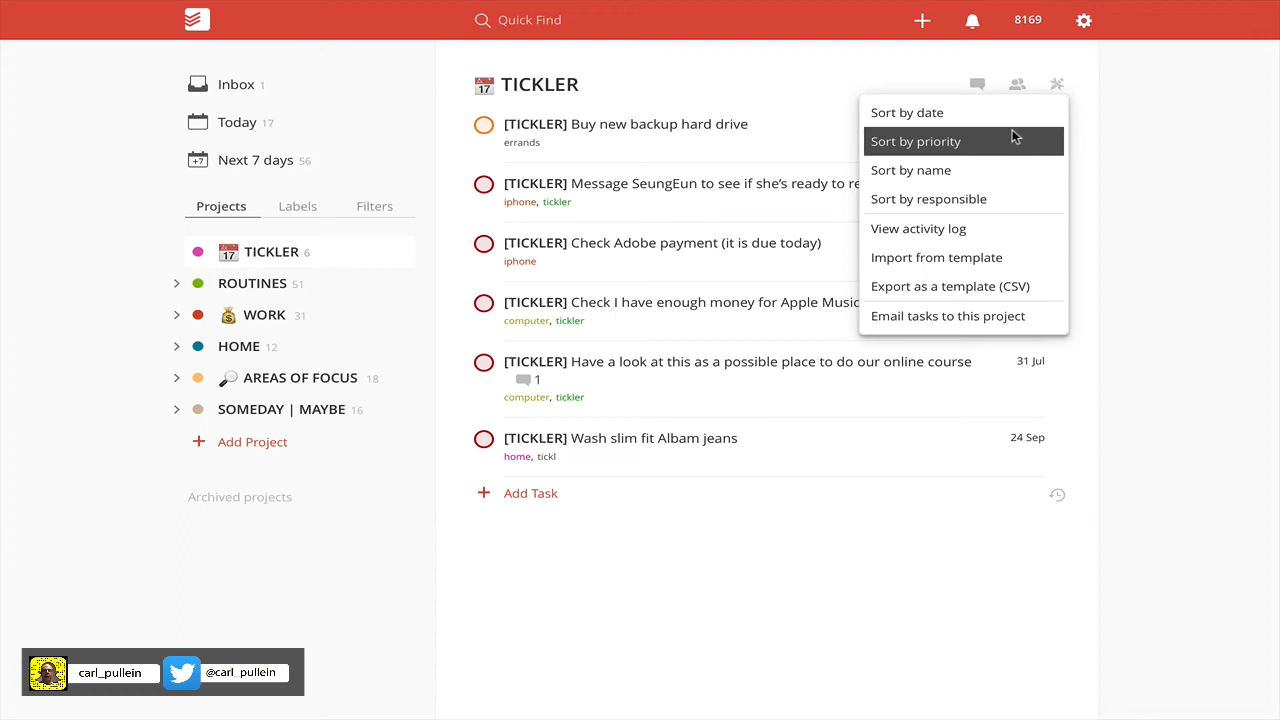 Quick Find
8169
Inbox 1
Today 17
+7 Next 7 days 56
Projects Labels Filters
17 TICKLER 6
ROUTINES 51
WORK 31
HOME 12
AREAS OF FOCUS 18
SOMEDAY | MAYBE 16
+ Add Project
Archived projects
17 TICKLER
[TICKLER] Buy new backup hard drive
errands
[TICKLER] Message SeungEun to see if she's ready to re
iphone, tickler
[TICKLER] Check Adobe payment (it is due today)
iphone
[TICKLER] Check I have enough money for Apple Music
computer, tickler
[TICKLER] Have a look at this as a possible place to do our online course 31 Jul
1
computer, tickler
[TICKLER] Wash slim fit Albam jeans 24 Sep
home, tickl
+ Add Task
Sort by date
Sort by priority
Sort by name
Sort by responsible
View activity log
Import from template
Export as a template (CSV)
Email tasks to this project
carl_pullein @carl_pullein